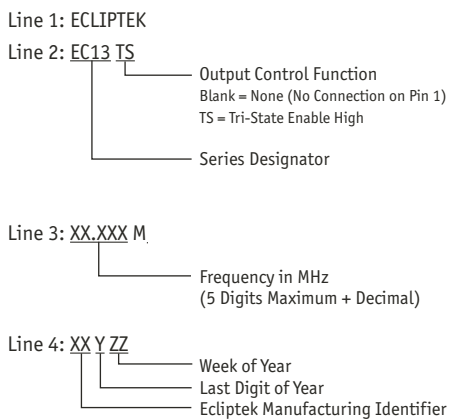 Line 1: ECLIPTEK
Line 2: EC13 TS
Output Control Function
Blank = None (No Connection on Pin 1)
TS = Tri-State Enable High
Series Designator
Line 3: XX.XXX M
Frequency in MHz
(5 Digits Maximum + Decimal)
Line 4: XX Y ZZ
Week of Year
Last Digit of Year
Ecliptek Manufacturing Identifier